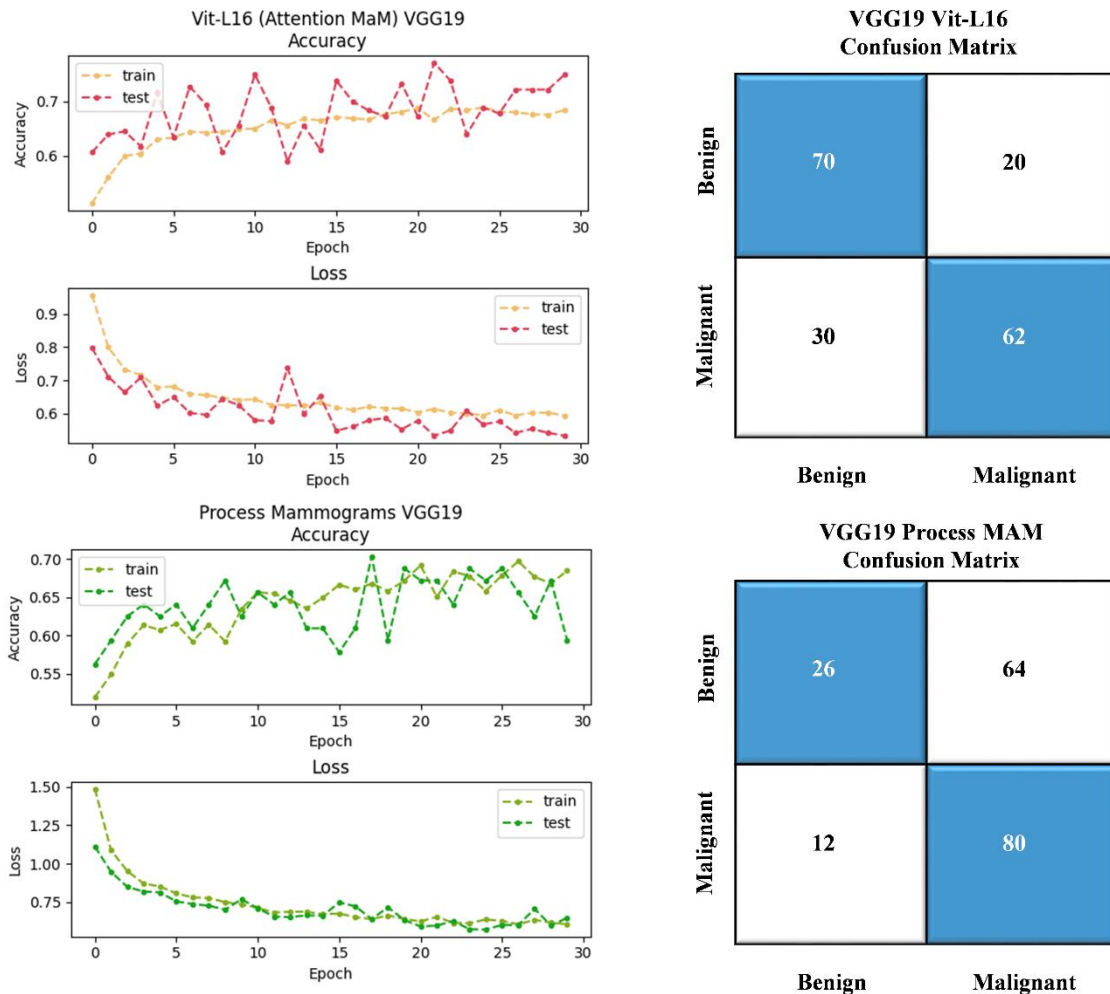 Vit-L16 (Attention MaM) VGG19
Accuracy
train
test
0.7
0.6
Accuracy
0 5 10 15 20 25 30
Epoch
Loss
train
test
0.9
0.8
0.7
0.6
Loss
0 5 10 15 20 25 30
Epoch
VGG19 Vit-L16
Confusion Matrix
Benign
70 20
Malignant
30 62
Benign Malignant
Process Mammograms VGG19
Accuracy
train
test
0.70
0.65
0.60
0.55
Accuracy
0 5 10 15 20 25 30
Epoch
Loss
train
test
1.50
1.25
1.00
0.75
Loss
0 5 10 15 20 25 30
Epoch
VGG19 Process MAM
Confusion Matrix
Benign
26 64
Malignant
12 80
Benign Malignant